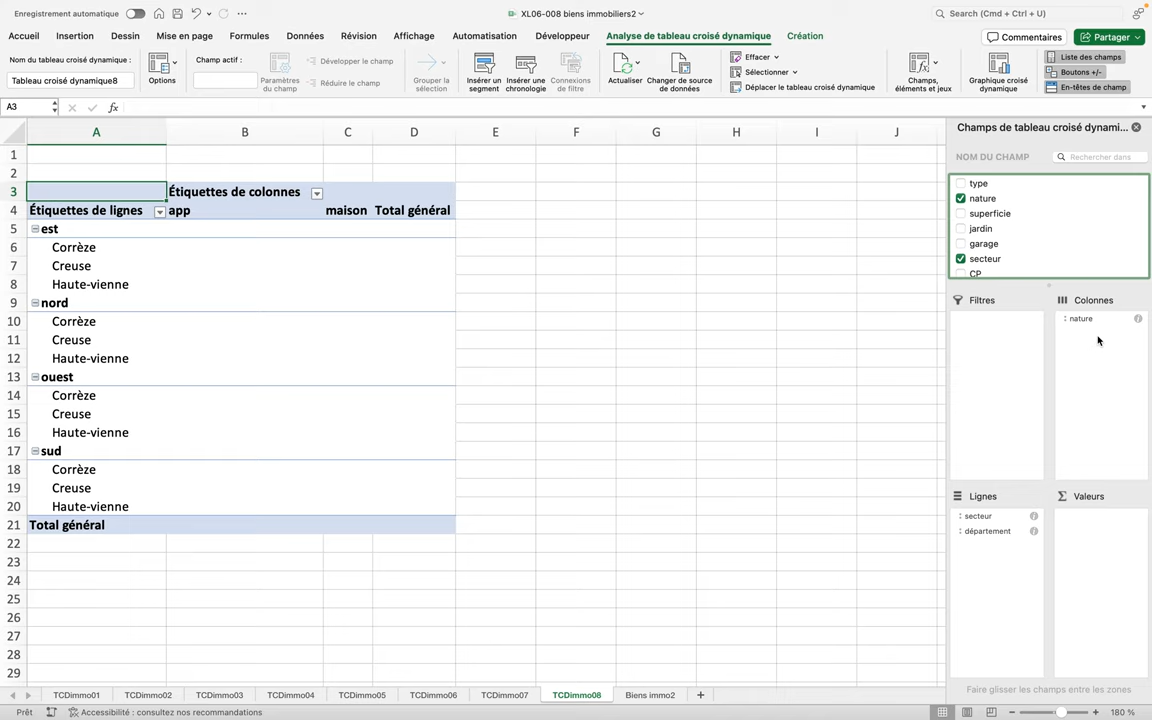 Enregistrement automatique
XL06-008 biens immobiliers2
Search (Cmd + Ctrl + U)
Accueil Insertion Dessin Mise en page Formules Données Révision Affichage Automatisation Développeur Analyse de tableau croisé dynamique Création
Commentaires
Partager
Nom du tableau croisé dynamique :
Tableau croisé dynamique8
Options
Champ actif :
Paramètres du champ
Développer le champ
Réduire le champ
Grouper la sélection
Insérer un segment
Insérer une chronologie
Connexions de filtre
Actualiser
Changer de source de données
Effacer
Sélectionner
Déplacer le tableau croisé dynamique
Champs, éléments et jeux
Graphique croisé dynamique
Liste des champs
Boutons +/-
En-têtes de champ
A3
fx
A B C D E F G H I J
1
2
3 Étiquettes de colonnes
4 Étiquettes de lignes app maison Total général
5 est
6 Corrèze
7 Creuse
8 Haute-vienne
9 nord
10 Corrèze
11 Creuse
12 Haute-vienne
13 ouest
14 Corrèze
15 Creuse
16 Haute-vienne
17 sud
18 Corrèze
19 Creuse
20 Haute-vienne
21 Total général
22
23
24
25
26
27
28
29
Champs de tableau croisé dynami...
NOM DU CHAMP
Rechercher dans
type
nature
superficie
jardin
garage
secteur
CP
Filtres
Colonnes
nature
Lignes
secteur
département
Valeurs
Faire glisser les champs entre les zones
TCDimmo01 TCDimmo02 TCDimmo03 TCDimmo04 TCDimmo05 TCDimmo06 TCDimmo07 TCDimmo08 Biens immo2
Prêt
Accessibilité : consultez nos recommandations
180 %